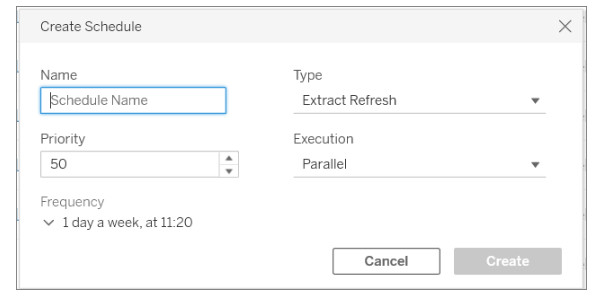 Create Schedule
Name
Schedule Name
Type
Extract Refresh
Priority
50
Execution
Parallel
Frequency
1 day a week, at 11:20
Cancel
Create